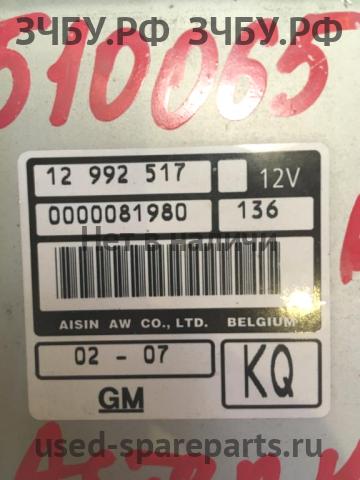 ЗЧБУ.РФ ЗЧБУ.РФ
510065
12 992 517 12V
0000081980 136
Нет в наличии
AISIN AW CO., LTD. BELGIUM
02 - 07 KQ
GM
used-spareparts.ru